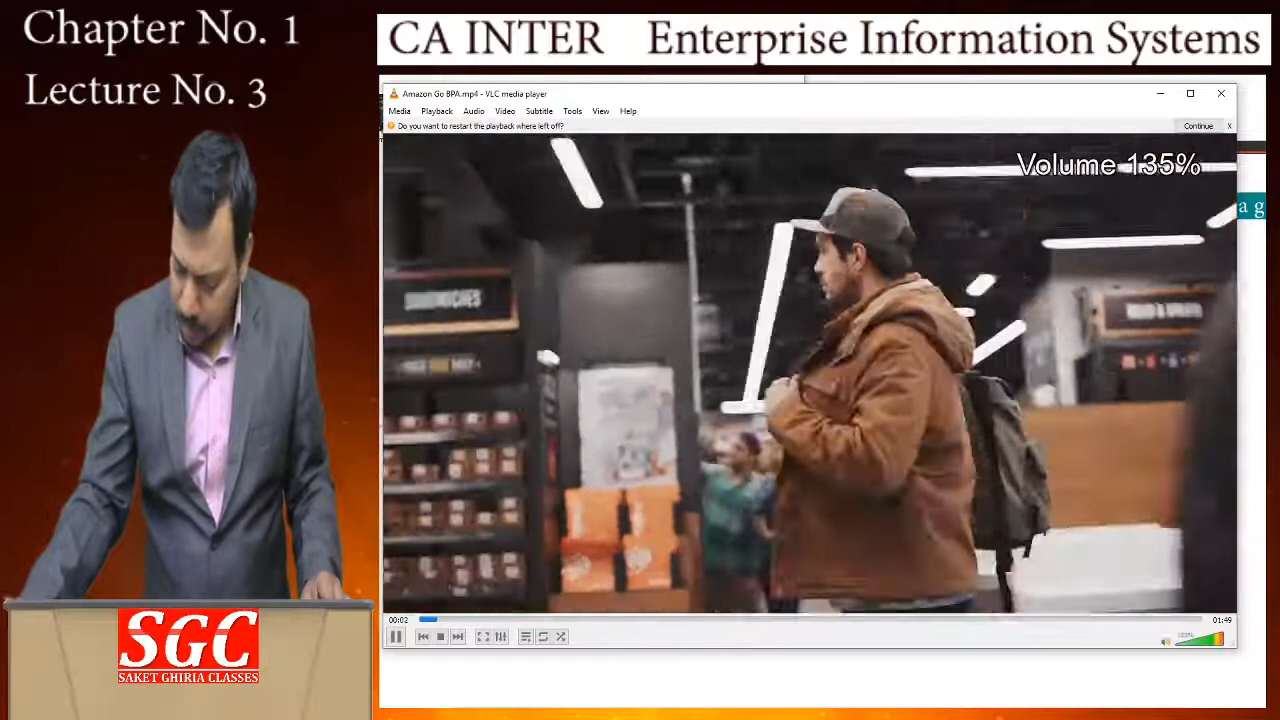 Chapter No. 1
Lecture No. 3
CA INTER Enterprise Information Systems
Amazon Go BPA.mp4 - VLC media player
Media Playback Audio Video Subtitle Tools View Help
Do you want to restart the playback where left off?
Continue
X
Volume 135%
a g
SANDWICHES
00:02
01:49
SGC
SAKET GHIRIA CLASSES